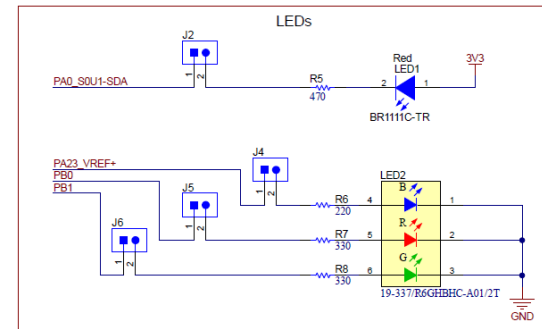 LEDs
J2
Red
LED1
3V3
PA0_S0U1-SDA
1
2
R5
470
2
1
BR1111C-TR
J4
PA23_VREF+
PB0
PB1
J5
1
2
LED2
B
R6
220
4
1
J6
1
2
R
R7
330
5
2
1
2
G
R8
330
6
3
19-337/R6GHBHC-A01/2T
GND